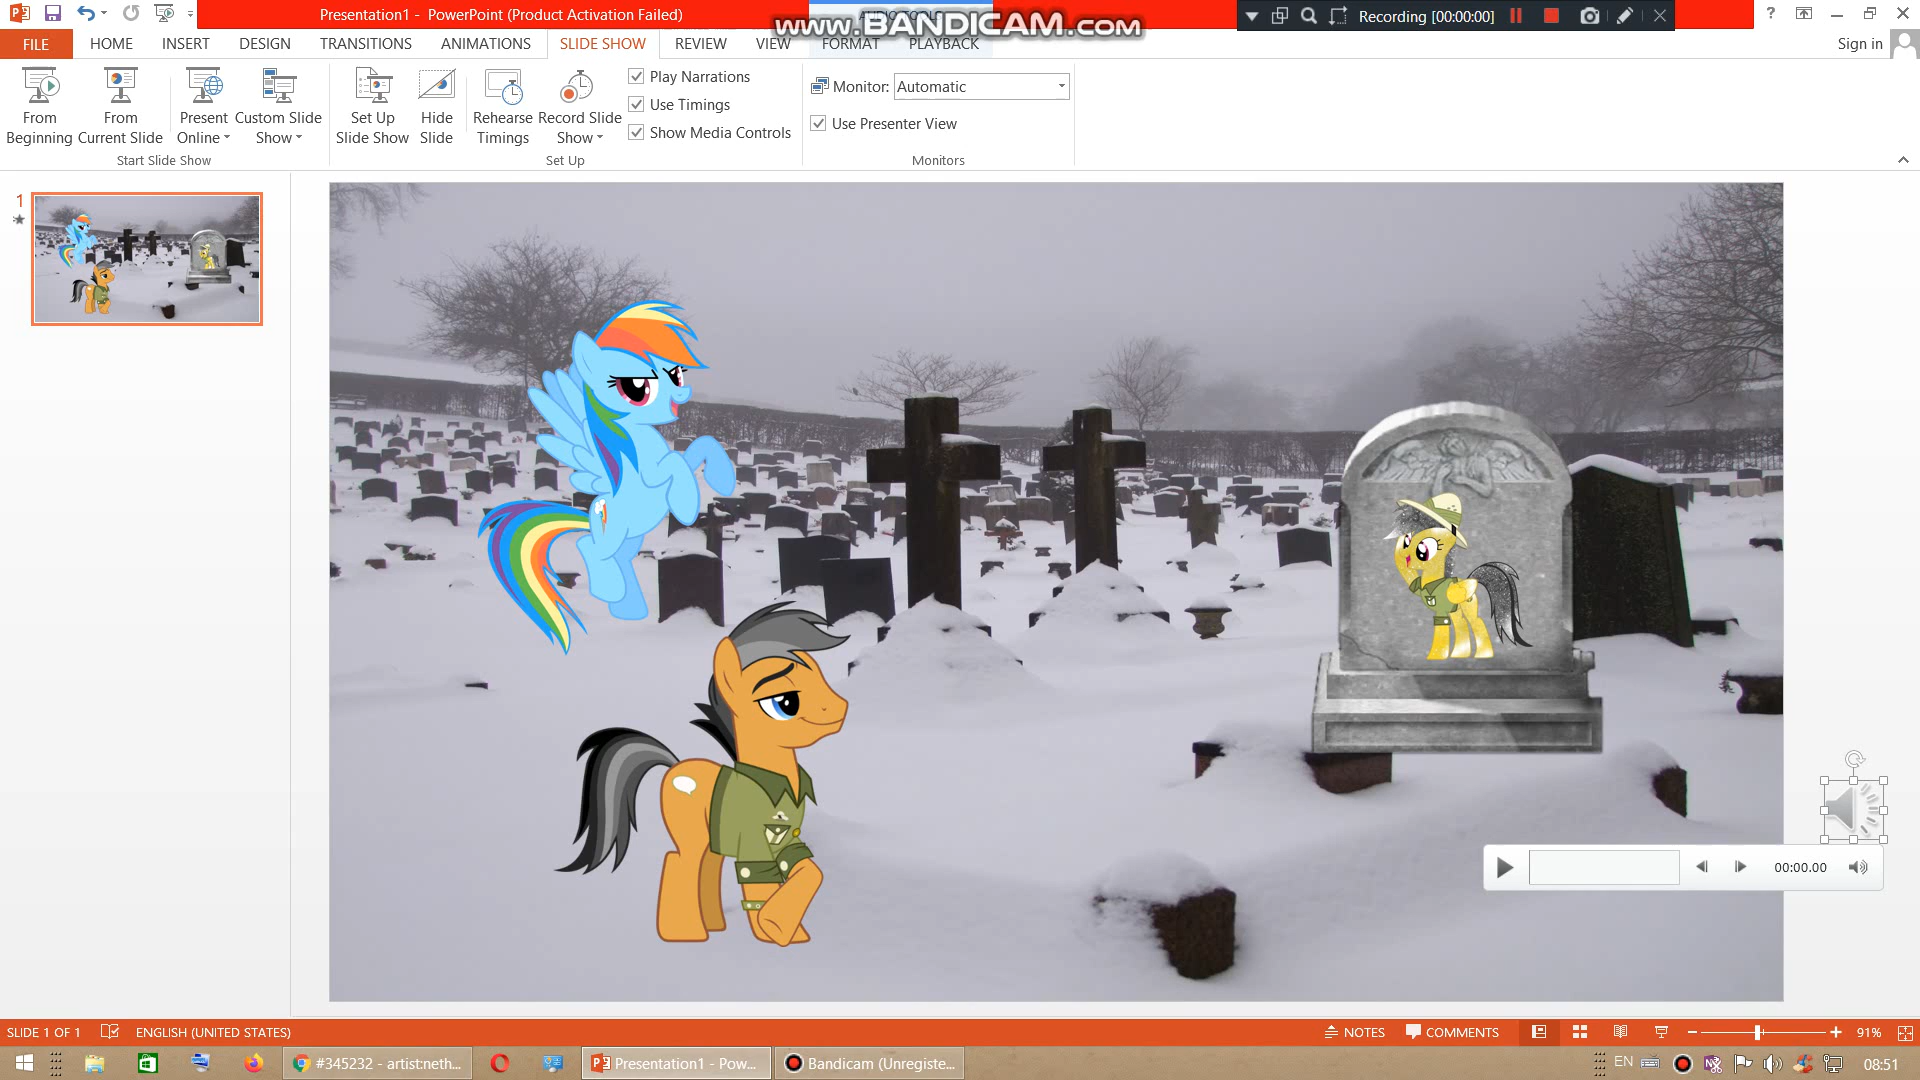 Presentation1 - PowerPoint (Product Activation Failed)
www.BANDICAM.com
Recording [00:00:00]
?
FILE HOME INSERT DESIGN TRANSITIONS ANIMATIONS SLIDE SHOW REVIEW VIEW FORMAT PLAYBACK
Sign in
From Beginning
From Current Slide
Present Online
Custom Slide Show
Set Up Slide Show
Hide Slide
Rehearse Timings
Record Slide Show
Play Narrations
Use Timings
Show Media Controls
Monitor: Automatic
Use Presenter View
Start Slide Show
Set Up
Monitors
1
00:00.00
SLIDE 1 OF 1 ENGLISH (UNITED STATES)
NOTES COMMENTS 91%
#345232 - artist:neth...
Presentation1 - Pow...
Bandicam (Unregiste...
EN
08:51